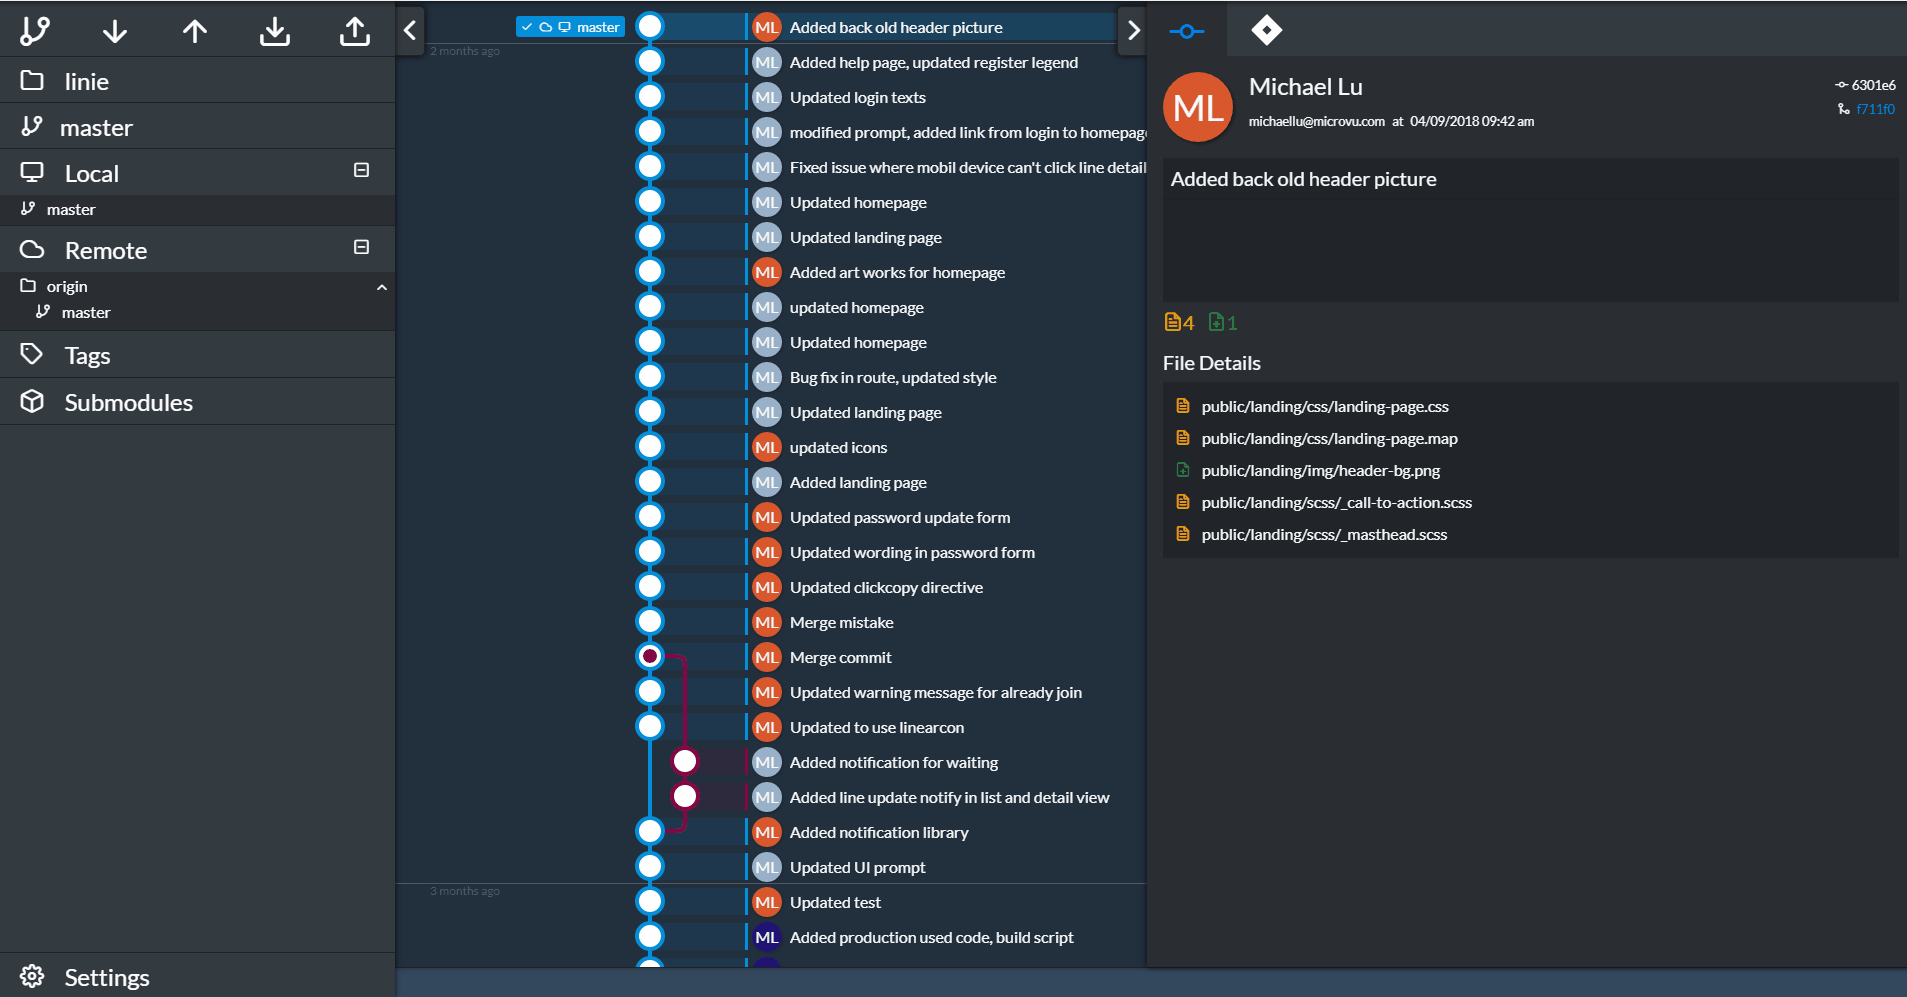 linie
master
Local
master
Remote
origin
master
Tags
Submodules
Settings
master
ML Added back old header picture
2 months ago
ML Added help page, updated register legend
ML Updated login texts
ML modified prompt, added link from login to homepage
ML Fixed issue where mobil device can't click line detail
ML Updated homepage
ML Updated landing page
ML Added art works for homepage
ML updated homepage
ML Updated homepage
ML Bug fix in route, updated style
ML Updated landing page
ML updated icons
ML Added landing page
ML Updated password update form
ML Updated wording in password form
ML Updated clickcopy directive
ML Merge mistake
ML Merge commit
ML Updated warning message for already join
ML Updated to use linearcon
ML Added notification for waiting
ML Added line update notify in list and detail view
ML Added notification library
ML Updated UI prompt
3 months ago
ML Updated test
ML Added production used code, build script
ML
Michael Lu
michaellu@microvu.com at 04/09/2018 09:42 am
6301e6
f711f0
Added back old header picture
4 1
File Details
public/landing/css/landing-page.css
public/landing/css/landing-page.map
public/landing/img/header-bg.png
public/landing/scss/_call-to-action.scss
public/landing/scss/_masthead.scss